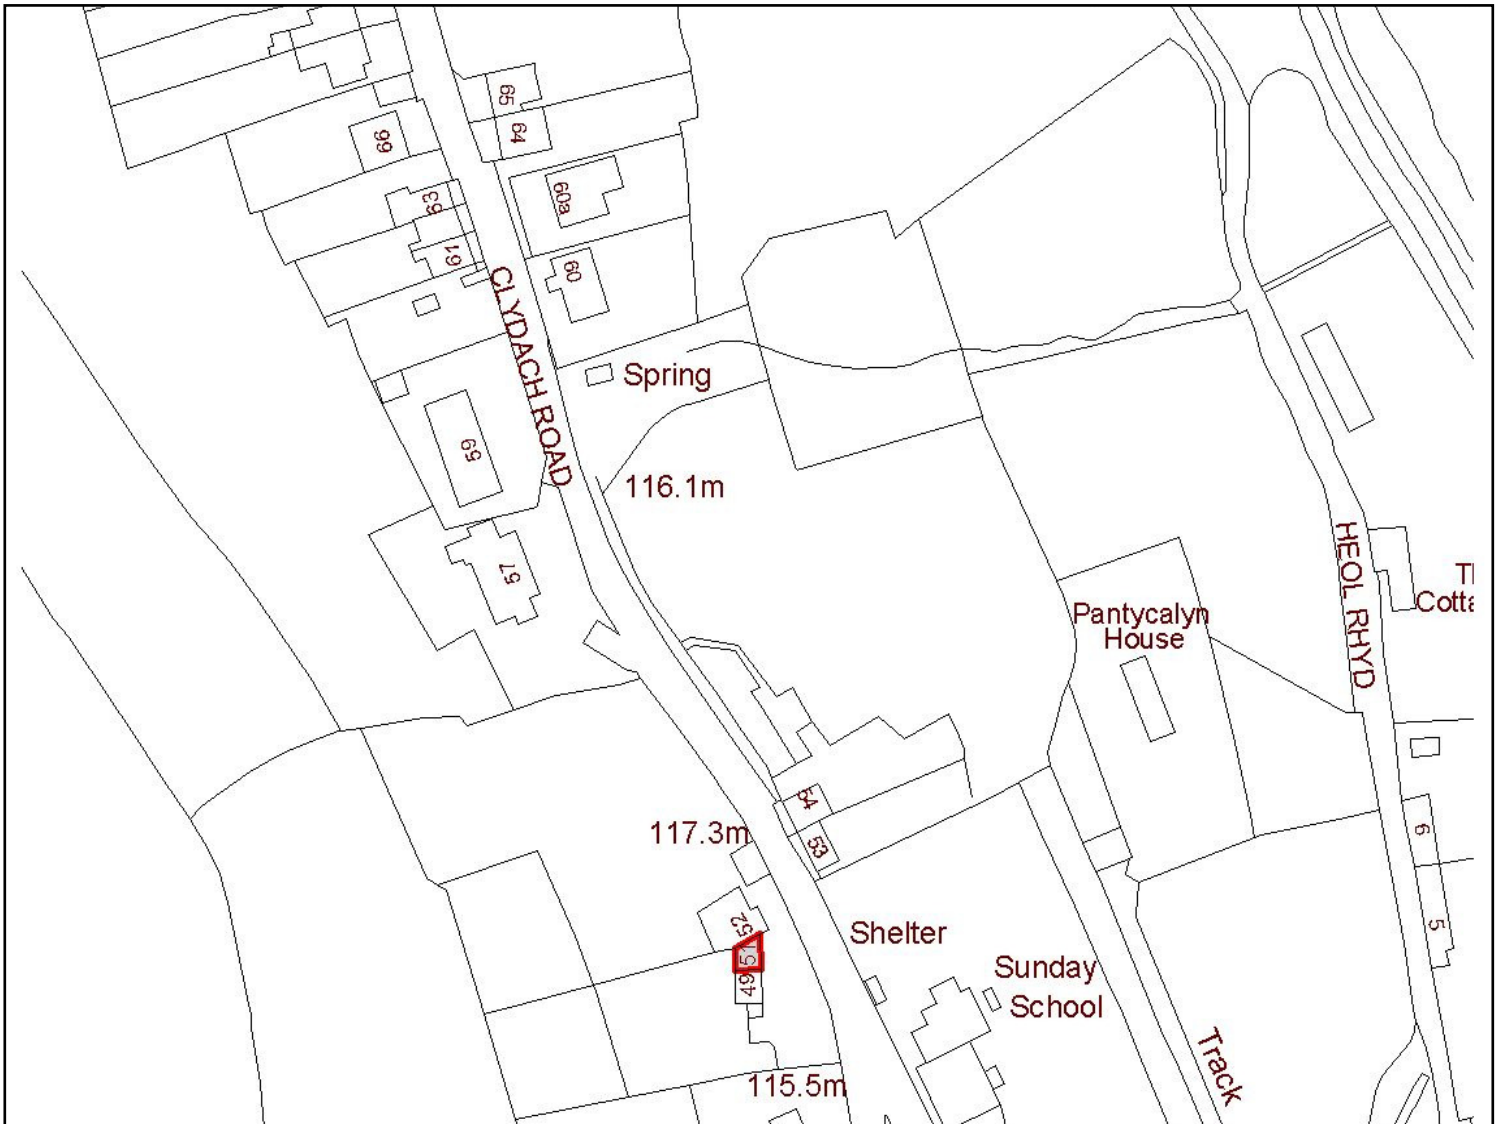 65
64
66
60a
63
61
60
CLYDACH ROAD
Spring
59
116.1m
HEOL RHYD
57
Cotta
Pantycalyn
House
54
117.3m
53
6
52
5
Shelter
51
49
Sunday
School
Track
115.5m